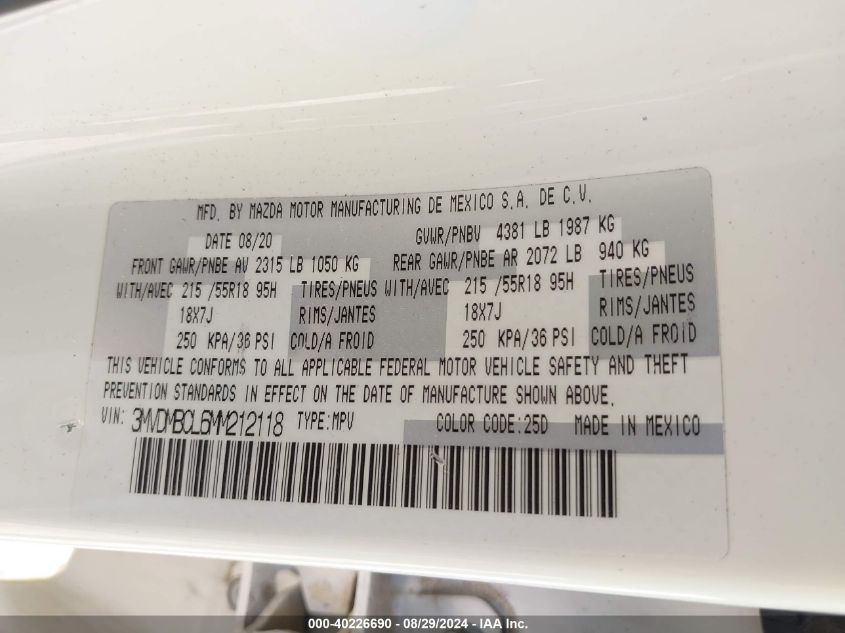 MFD. BY MAZDA MOTOR MANUFACTURING DE MEXICO S.A. DE C.V.
DATE 08/20 GVWR/PNBV 4381 LB 1987 KG
FRONT GAWR/PNBE AV 2315 LB 1050 KG REAR GAWR/PNBE AR 2072 LB 940 KG
WITH/AVEC 215 /55R18 95H TIRES/PNEUS WITH/AVEC 215 /55R18 95H TIRES/PNEUS
18X7J RIMS/JANTES 18X7J RIMS/JANTES
250 KPA/36 PSI COLD/A FROID 250 KPA/36 PSI COLD/A FROID
THIS VEHICLE CONFORMS TO ALL APPLICABLE FEDERAL MOTOR VEHICLE SAFETY AND THEFT
PREVENTION STANDARDS IN EFFECT ON THE DATE OF MANUFACTURE SHOWN ABOVE.
VIN: 3MVDMBCL6MM212118 TYPE:MPV COLOR CODE:25D MADE IN MEXICO
000-40226690 - 08/29/2024 - IAA Inc.